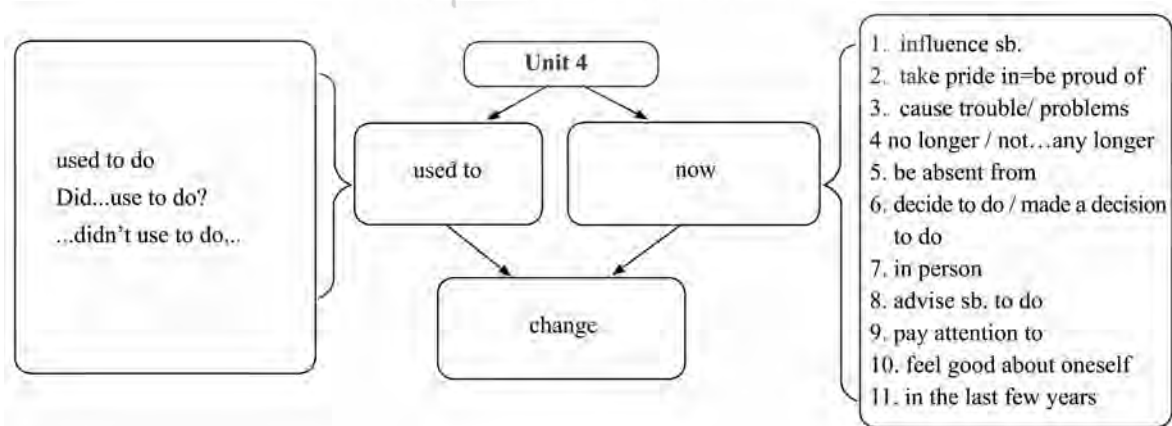 Unit 4
used to do
Did...use to do?
...didn't use to do...
used to
now
change
1. influence sb.
2. take pride in=be proud of
3. cause trouble/ problems
4 no longer / not...any longer
5. be absent from
6. decide to do / made a decision
to do
7. in person
8. advise sb. to do
9. pay attention to
10. feel good about oneself
11. in the last few years